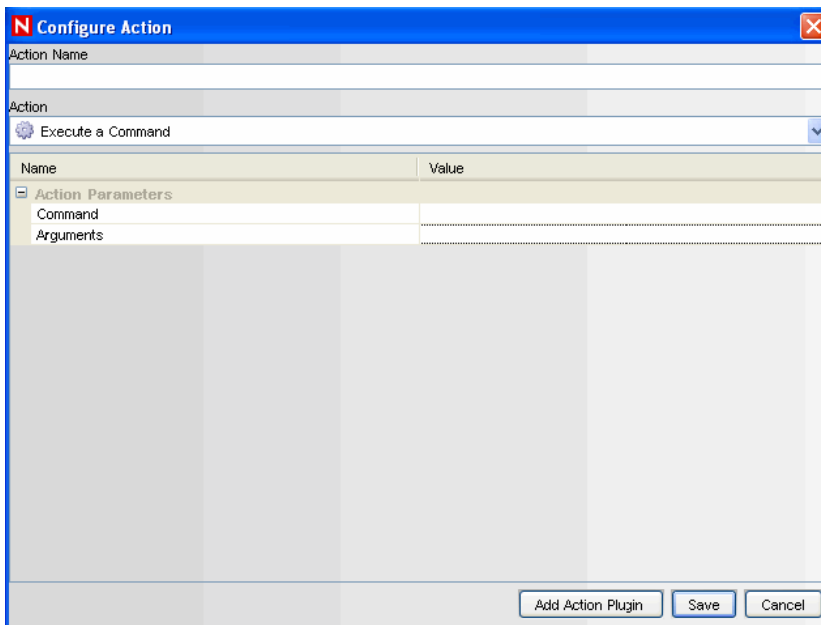 N Configure Action
Action Name
Action
Execute a Command
Name Value
Action Parameters
Command
Arguments
Add Action Plugin Save Cancel